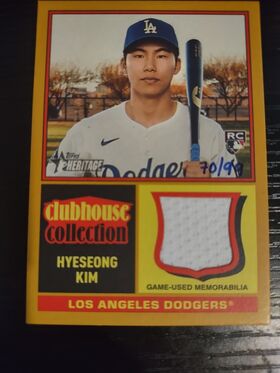 LA
Dodgers
Topps
HERITAGE
RC
70/99
clubhouse
collection
HYESEONG
KIM
GAME-USED MEMORABILIA
LOS ANGELES DODGERS®